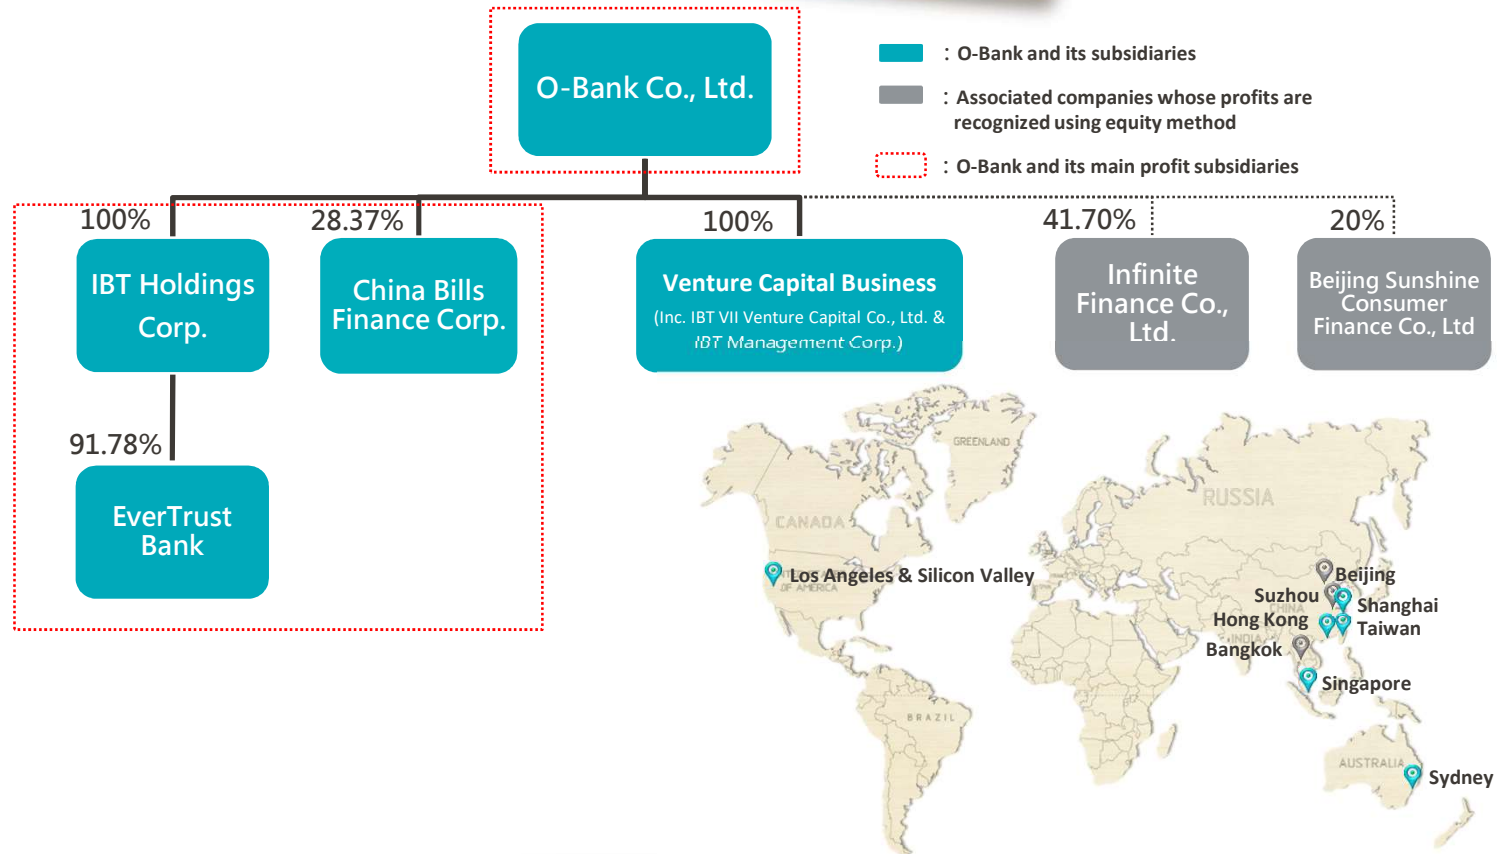 O-Bank Co., Ltd.
: O-Bank and its subsidiaries
: Associated companies whose profits are
recognized using equity method
: O-Bank and its main profit subsidiaries
100%
28.37%
100%
41.70%
20%
IBT Holdings
Corp.
China Bills
Finance Corp.
Venture Capital Business
(Inc. IBT VII Venture Capital Co., Ltd. &
IBT Management Corp.)
Infinite
Finance Co.,
Ltd.
Beijing Sunshine
Consumer
Finance Co., Ltd
91.78%
EverTrust
Bank
GREENLAND
RUSSIA
CANADA
Los Angeles & Silicon Valley
OF AMERICA
Beijing
Suzhou
CHINA
Shanghai
Hong Kong
Taiwan
INDIA
Bangkok
Singapore
BRAZIL
AUSTRALIA
Sydney